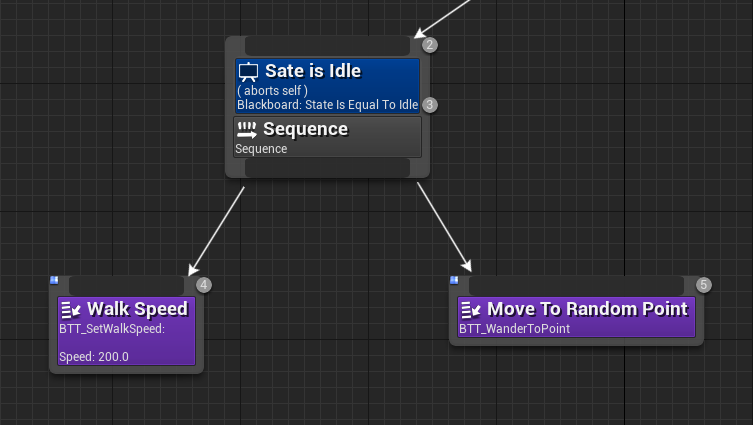 2
Sate is Idle
( aborts self )
Blackboard: State Is Equal To Idle
3
Sequence
Sequence
4
Walk Speed
BTT_SetWalkSpeed:
Speed: 200.0
5
Move To Random Point
BTT_WanderToPoint